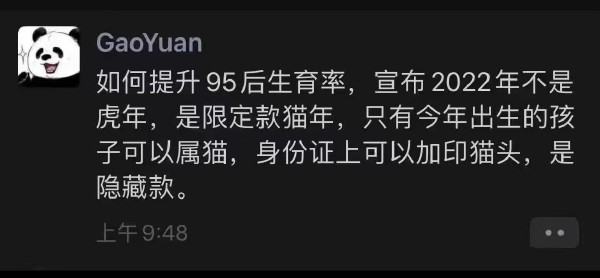 GaoYuan
如何提升95后生育率，宣布2022年不是
虎年，是限定款猫年，只有今年出生的孩
子可以属猫，身份证上可以加印猫头，是
隐藏款。
上午9:48